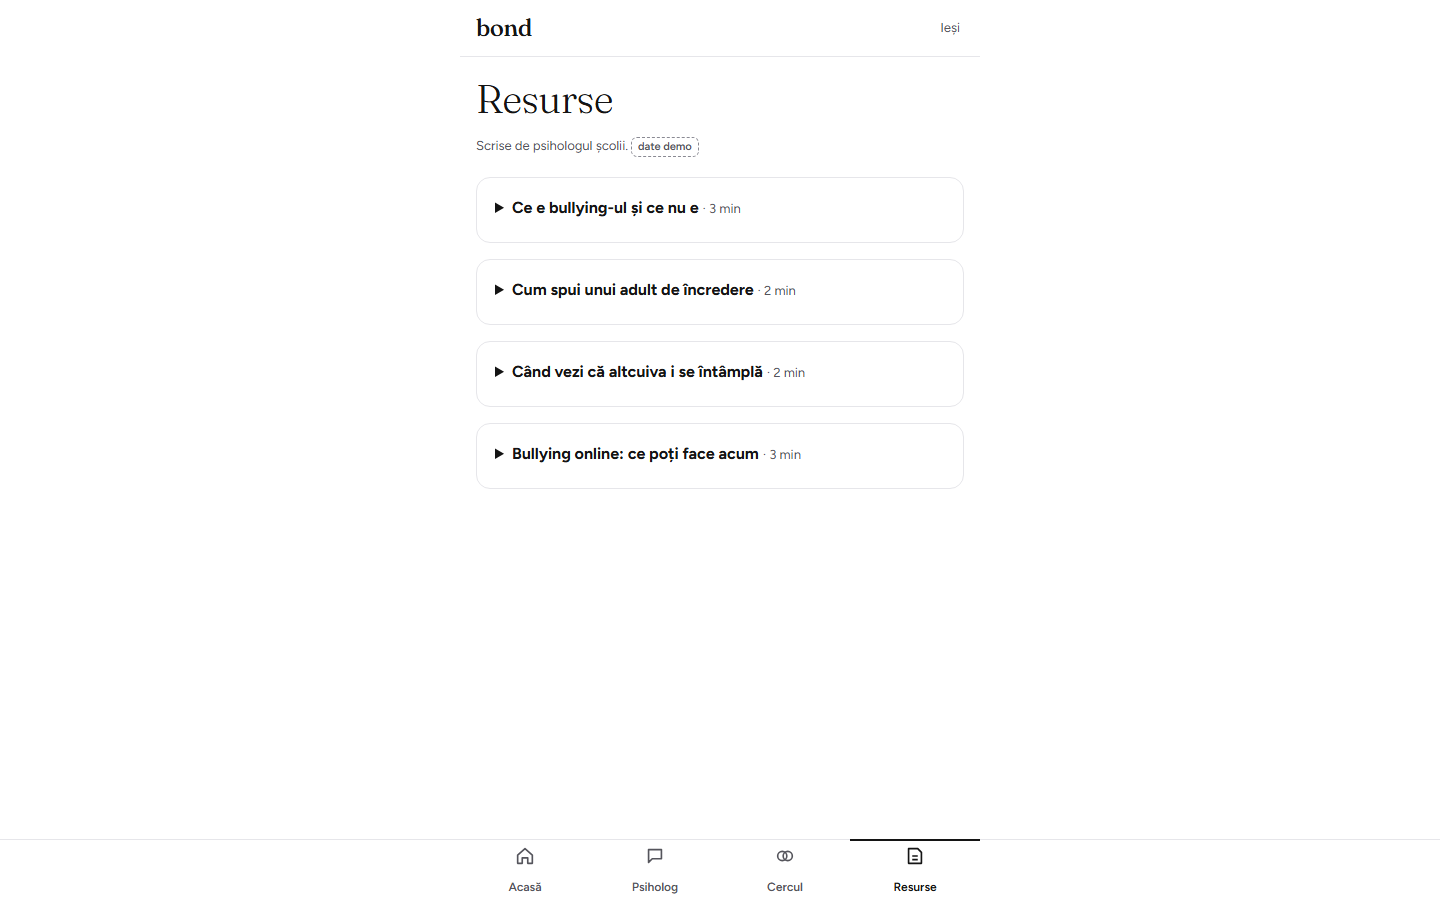 bond
Ieși
Resurse
Scrise de psihologul școlii. date demo
Ce e bullying-ul și ce nu e · 3 min
Cum spui unui adult de încredere · 2 min
Când vezi că altcuiva i se întâmplă · 2 min
Bullying online: ce poți face acum · 3 min
Acasă
Psiholog
Cercul
Resurse